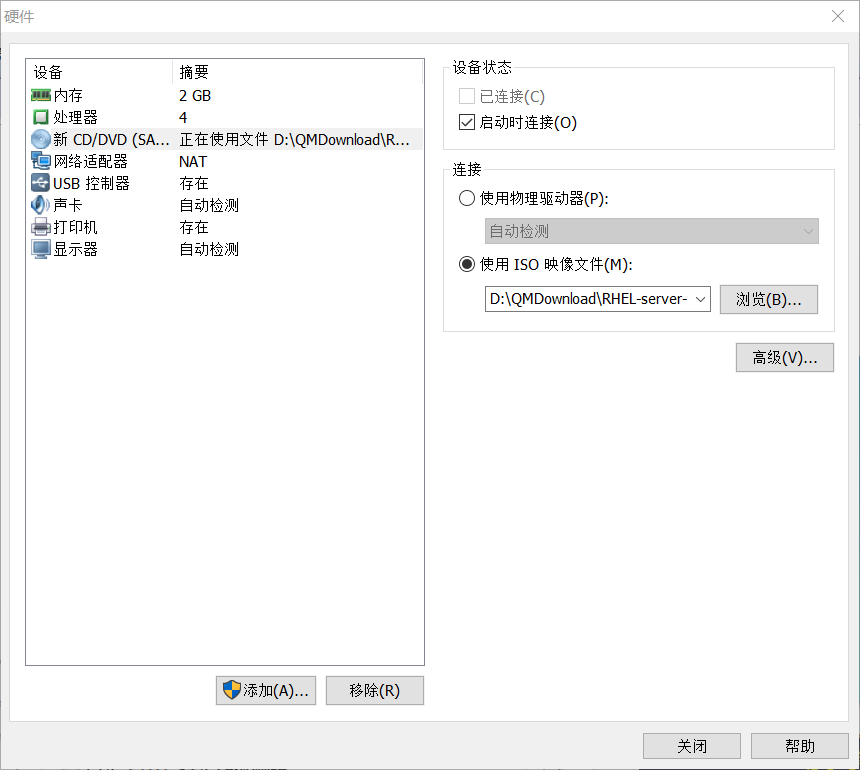 硬件
设备 摘要
内存 2 GB
处理器 4
新 CD/DVD (SA... 正在使用文件 D:\QMDownload\R...
网络适配器 NAT
USB 控制器 存在
声卡 自动检测
打印机 存在
显示器 自动检测
添加(A)...
移除(R)
设备状态
已连接(C)
启动时连接(O)
连接
使用物理驱动器(P):
自动检测
使用 ISO 映像文件(M):
D:\QMDownload\RHEL-server-
浏览(B)...
高级(V)...
关闭
帮助